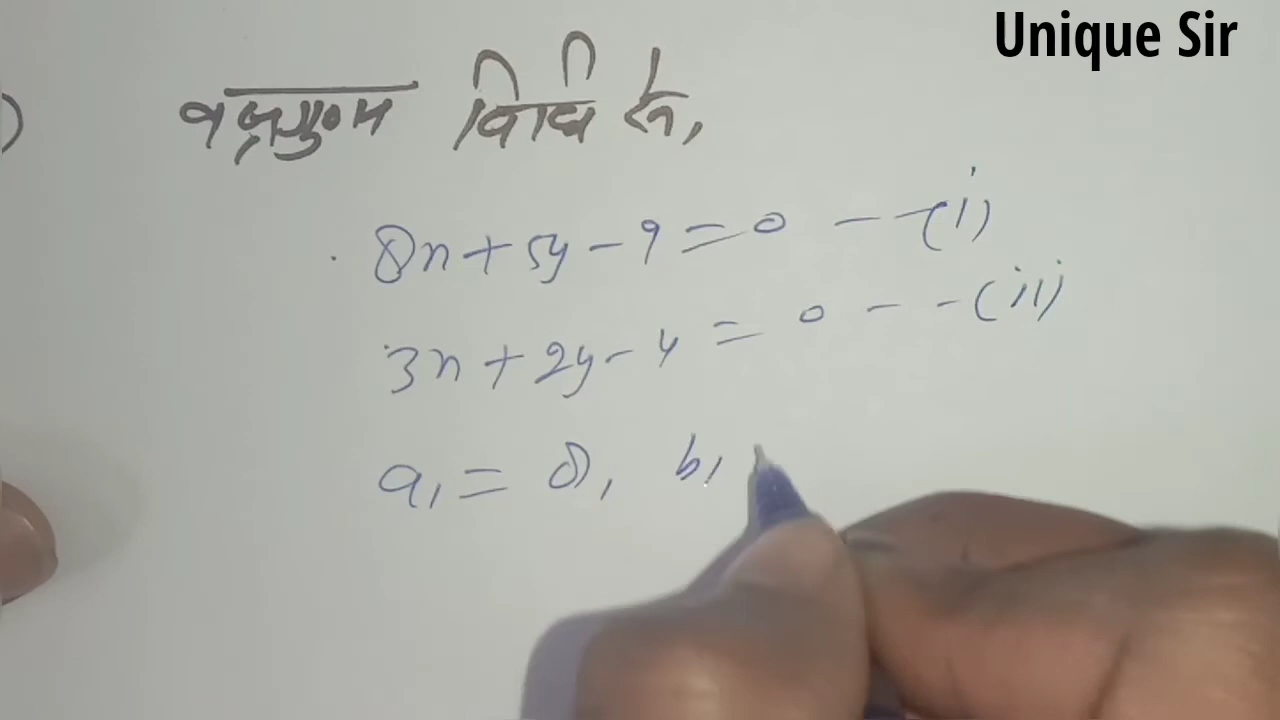 Unique Sir
वज्रगुणन विधि से,
8x + 5y - 9 = 0 - - (i)
3x + 2y - 4 = 0 - - (ii)
a₁ = 8, b₁